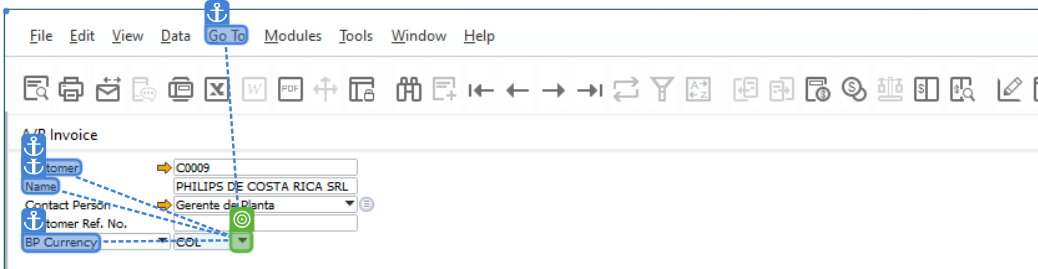 File Edit View Data Go To Modules Tools Window Help
W PDF A Z $ $ $
A/R Invoice
tomer C0009
Name PHILIPS DE COSTA RICA SRL
Contact Person Gerente de Planta
tomer Ref. No.
BP Currency COL